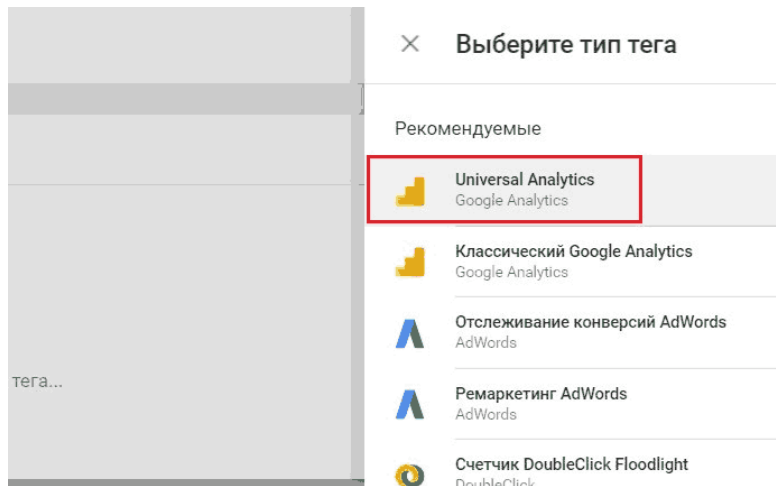 Выберите тип тега
Рекомендуемые
Universal Analytics
Google Analytics
Классический Google Analytics
Google Analytics
Отслеживание конверсий AdWords
AdWords
тега...
Ремаркетинг AdWords
AdWords
Счетчик DoubleClick Floodlight
DoubleClick